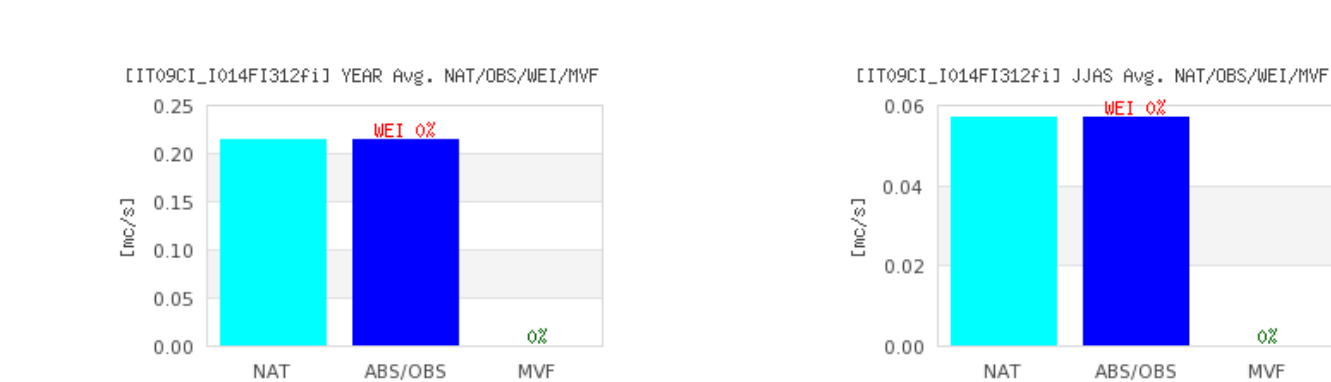 [IT09CI_I014FI312fi] YEAR Avg. NAT/OBS/WEI/MVF
0.25
WEI 0%
0.20
0.15
[mc/s]
0.10
0.05
0%
0.00
NAT ABS/OBS MVF
[IT09CI_I014FI312fi] JJAS Avg. NAT/OBS/WEI/MVF
0.06
WEI 0%
0.04
[mc/s]
0.02
0%
0.00
NAT ABS/OBS MVF